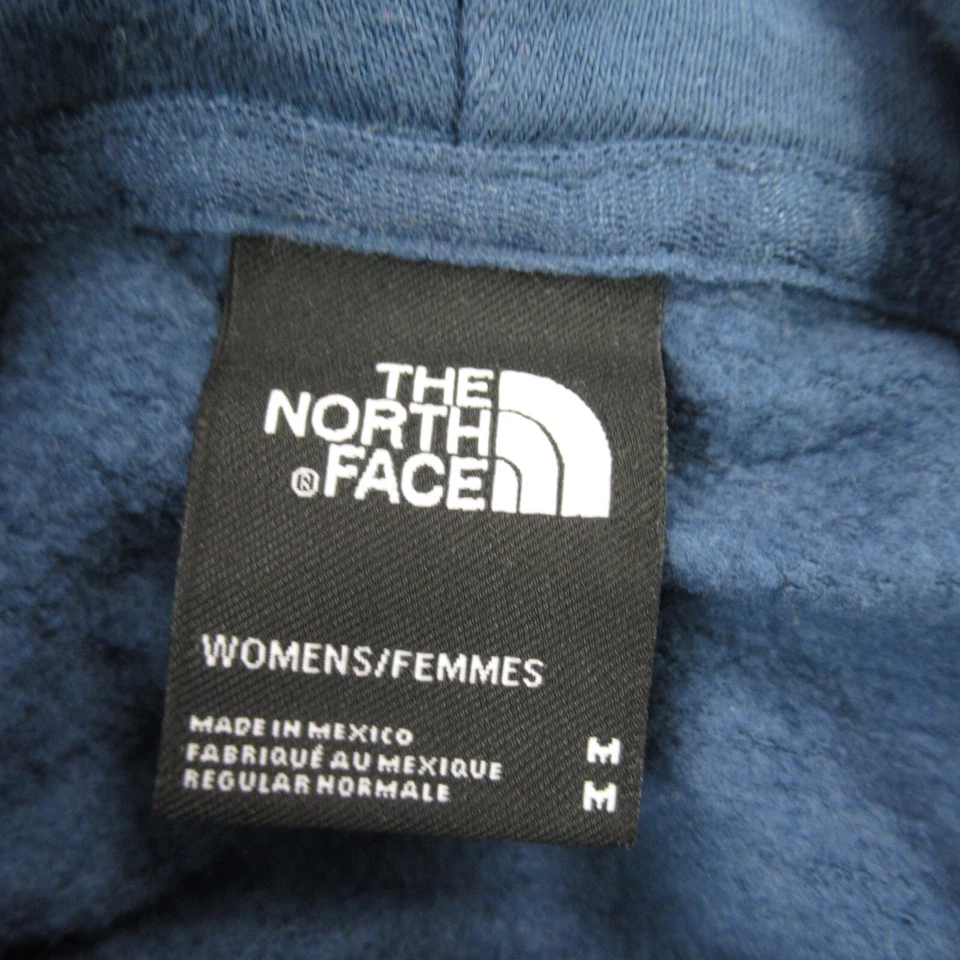 THE
NORTH
®FACE
WOMENS/FEMMES
MADE IN MEXICO
FABRIQUÉ AU MEXIQUE M
REGULAR NORMALE M